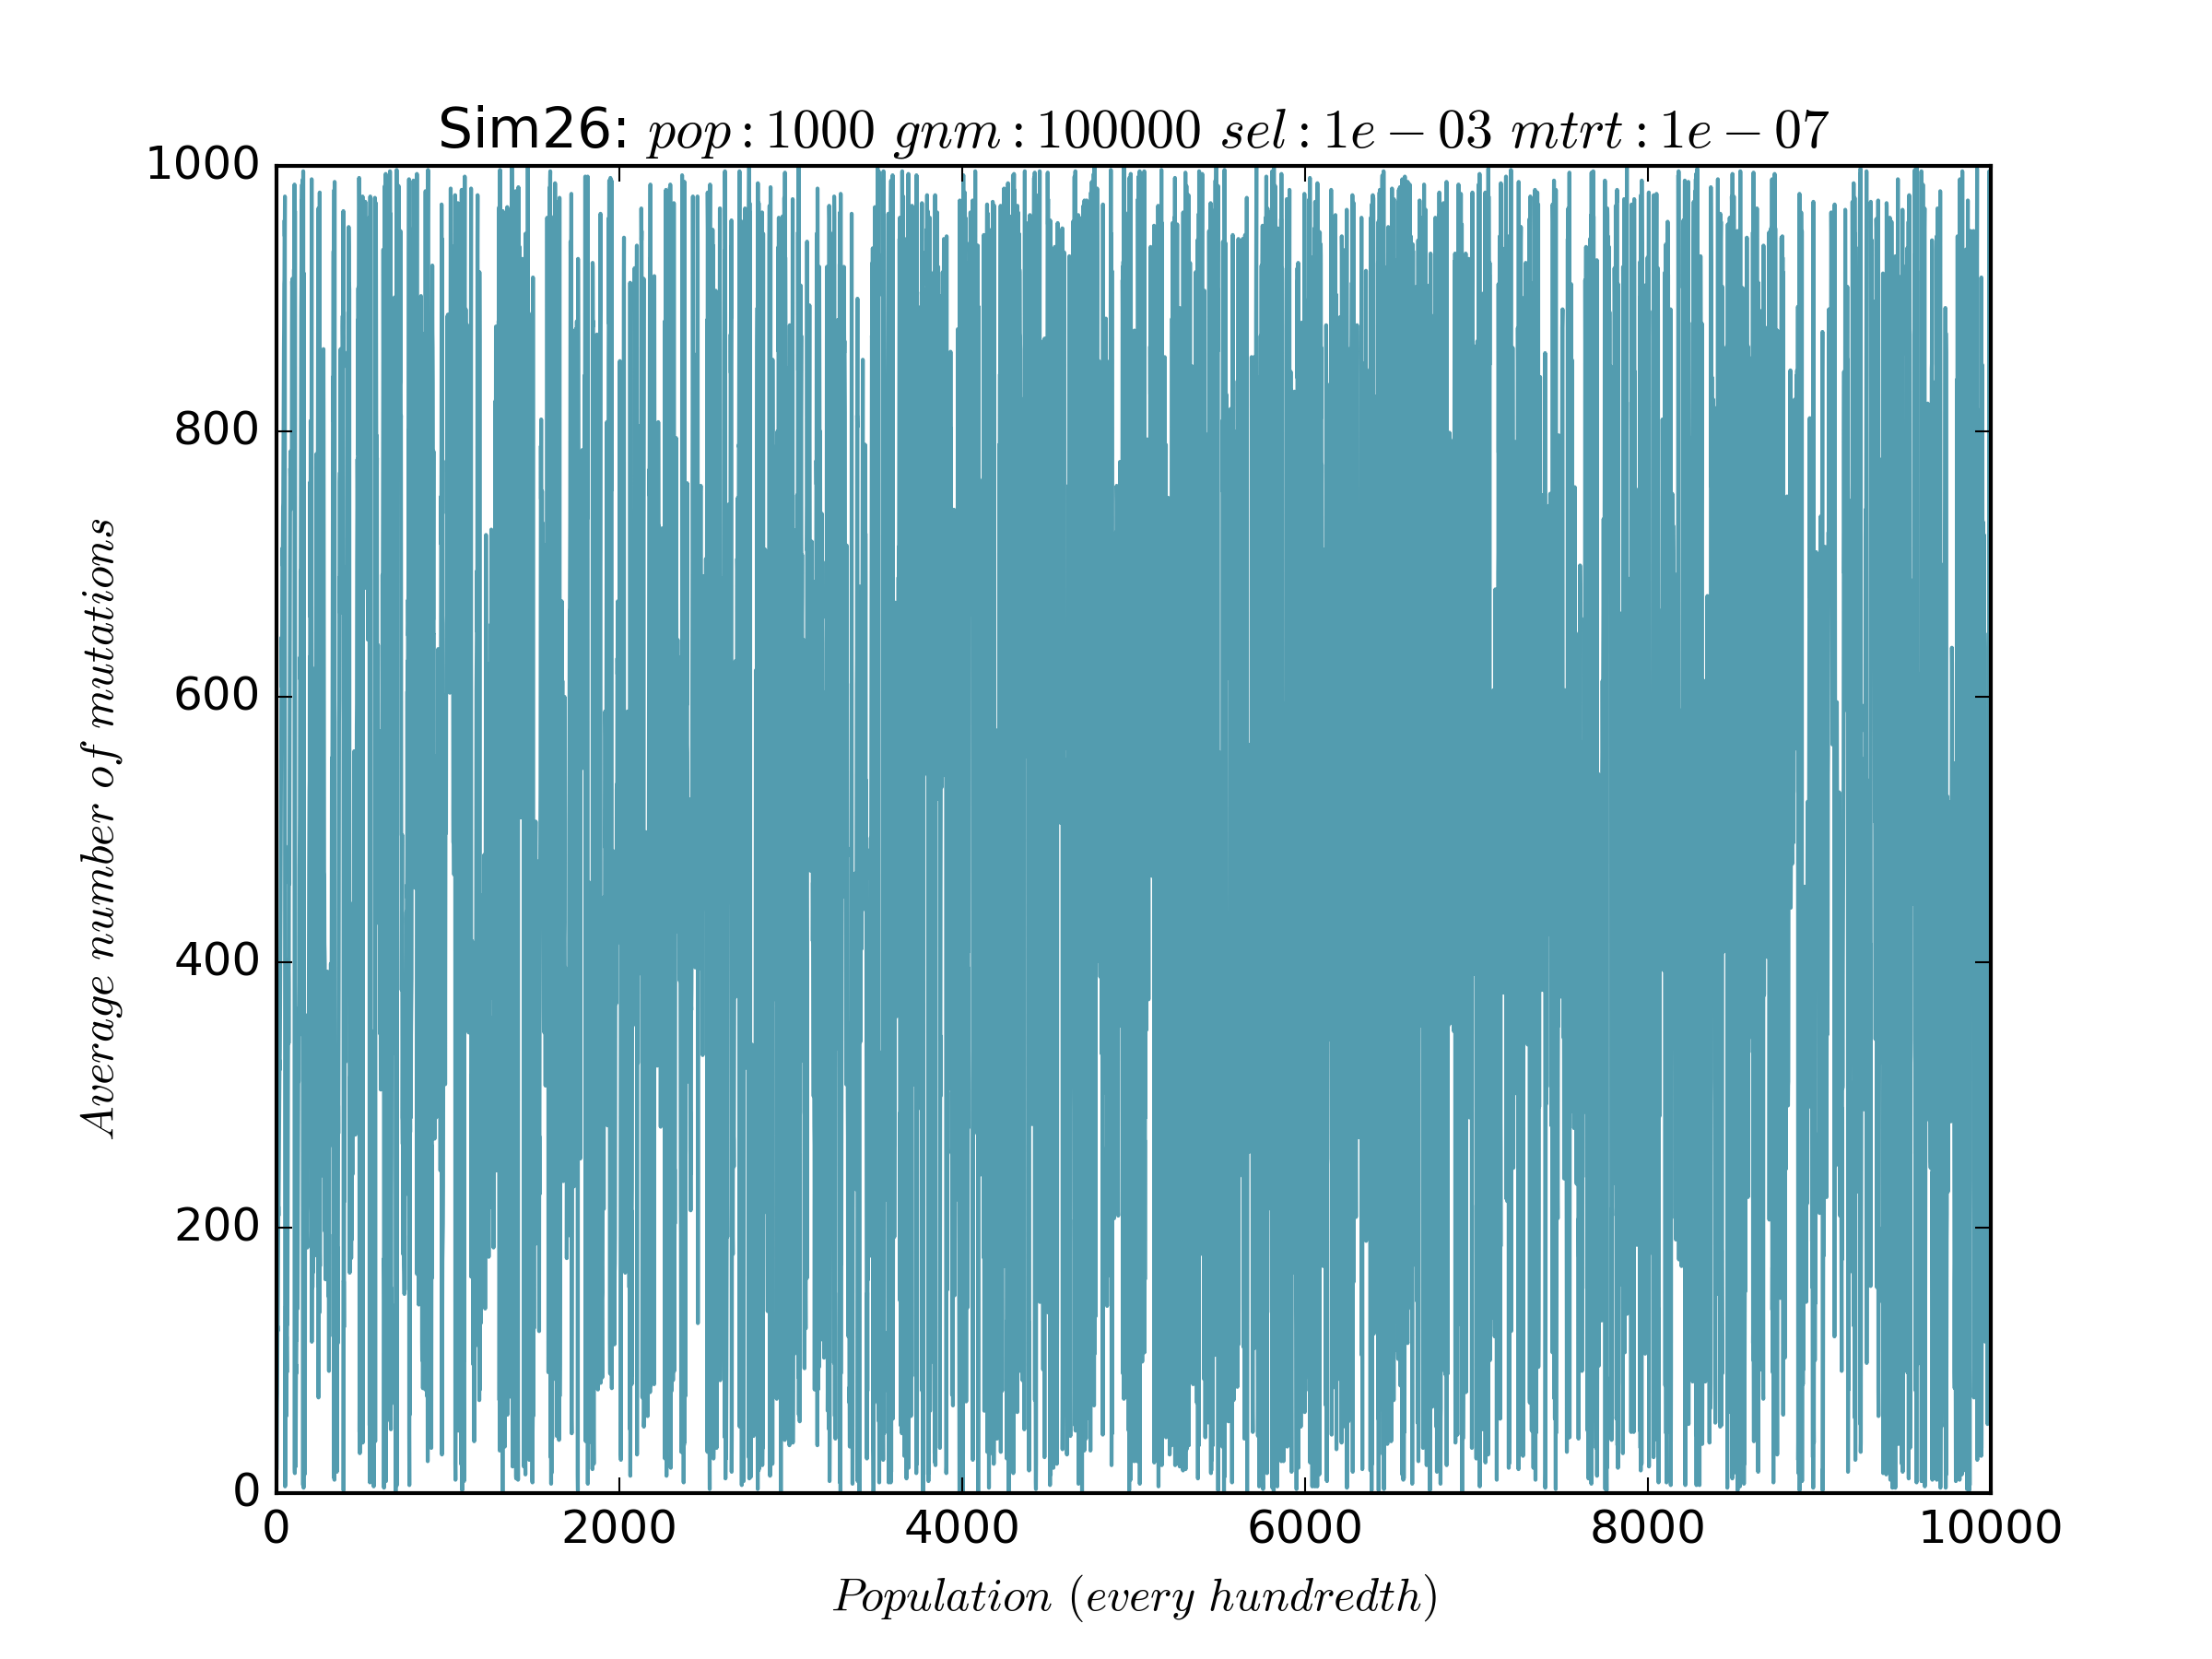 Sim26: pop : 1000 gnm : 100000 sel : 1e − 03 mtrt : 1e − 07
1000
800
600
400
200
0
Average number of mutations
0 2000 4000 6000 8000 10000
Population (every hundredth)